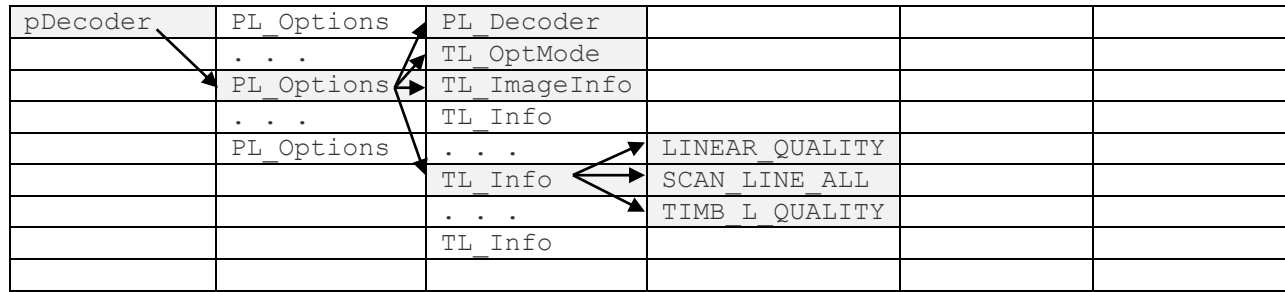 pDecoder PL_Options PL_Decoder
. . . TL_OptMode
PL_Options TL_ImageInfo
. . . TL_Info
PL_Options . . . LINEAR_QUALITY
TL_Info SCAN_LINE_ALL
. . . TIMB_L_QUALITY
TL_Info